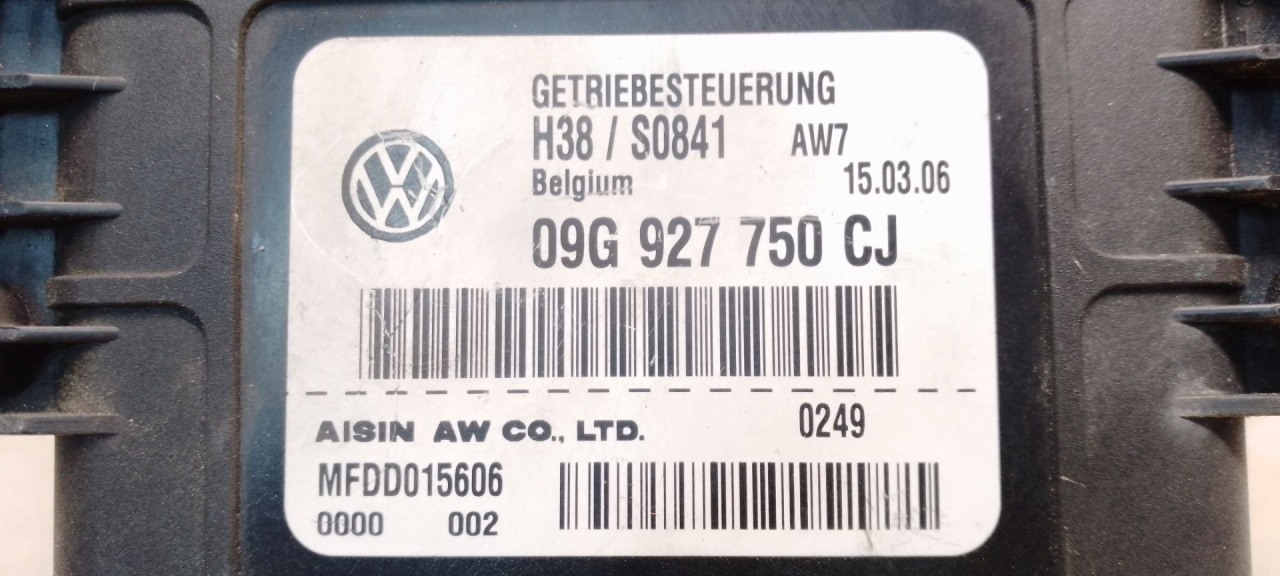 GETRIEBESTEUERUNG
H38 / S0841 AW7
Belgium 15.03.06
09G 927 750 CJ
AISIN AW CO., LTD. 0249
MFDD015606
0000 002